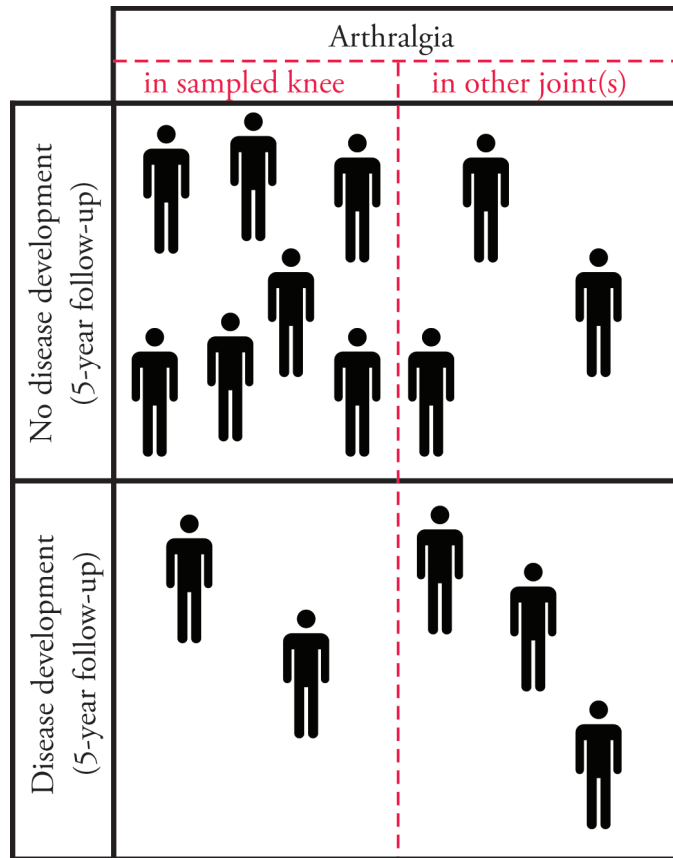 Arthralgia
in sampled knee
in other joint(s)
No disease development
(5-year follow-up)
Disease development
(5-year follow-up)